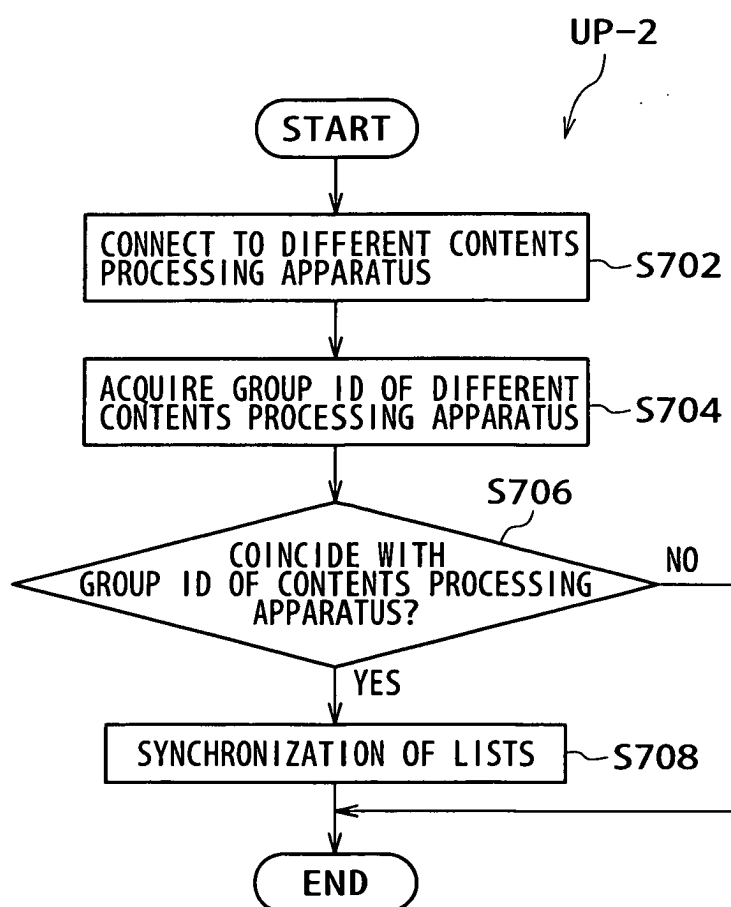 UP-2
START
CONNECT TO DIFFERENT CONTENTS
PROCESSING APPARATUS
S702
ACQUIRE GROUP ID OF DIFFERENT
CONTENTS PROCESSING APPARATUS
S704
S706
COINCIDE WITH
GROUP ID OF CONTENTS PROCESSING
APPARATUS?
NO
YES
SYNCHRONIZATION OF LISTS
S708
END